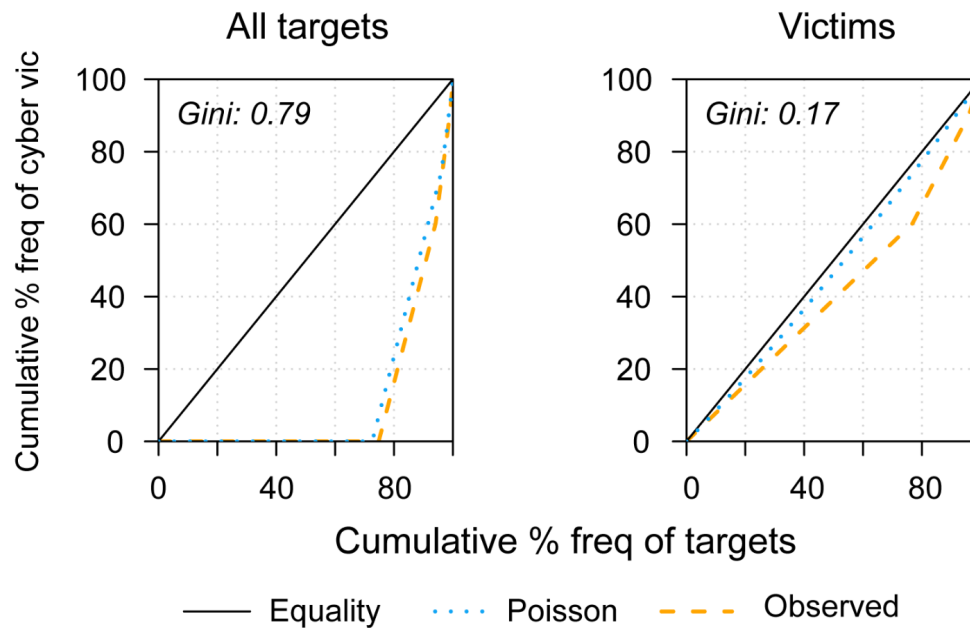 All targets
Victims
Cumulative % freq of cyber vic
100
80
60
40
20
0
Gini: 0.79
0
40
80
100
80
60
40
20
0
Gini: 0.17
0
40
80
Cumulative % freq of targets
Equality
Poisson
Observed